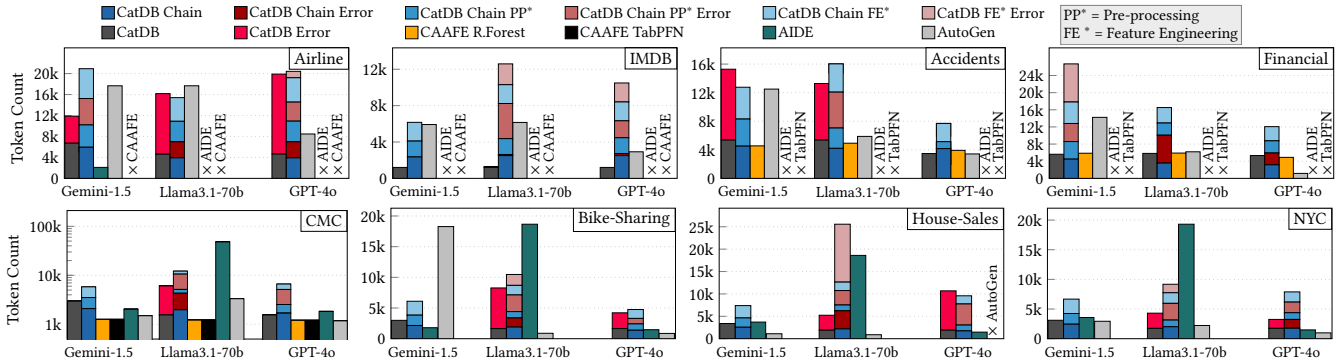 CatDB Chain CatDB Chain Error CatDB Chain PP* CatDB Chain PP* Error CatDB Chain FE* CatDB FE* Error
CatDB CatDB Error CAAFE R.Forest CAAFE TabPFN AIDE AutoGen
PP* = Pre-processing
FE * = Feature Engineering
Token Count
Airline
20k
16k
12k
8k
4k
0
× CAAFE
× AIDE
× CAAFE
× AIDE
× CAAFE
Gemini-1.5 Llama3.1-70b GPT-4o
IMDB
12k
8k
4k
0
× AIDE
× CAAFE
× AIDE
× CAAFE
× AIDE
× CAAFE
Gemini-1.5 Llama3.1-70b GPT-4o
Accidents
16k
12k
8k
4k
0
× AIDE
× TabPFN
× AIDE
× TabPFN
× AIDE
× TabPFN
Gemini-1.5 Llama3.1-70b GPT-4o
Financial
24k
20k
16k
12k
8k
4k
0
× AIDE
× TabPFN
× AIDE
× TabPFN
× AIDE
× TabPFN
Gemini-1.5 Llama3.1-70b GPT-4o
Token Count
CMC
100k
10k
1k
Gemini-1.5 Llama3.1-70b GPT-4o
Bike-Sharing
20k
15k
10k
5k
0
Gemini-1.5 Llama3.1-70b GPT-4o
House-Sales
25k
20k
15k
10k
5k
0
× AutoGen
Gemini-1.5 Llama3.1-70b GPT-4o
NYC
20k
15k
10k
5k
0
Gemini-1.5 Llama3.1-70b GPT-4o